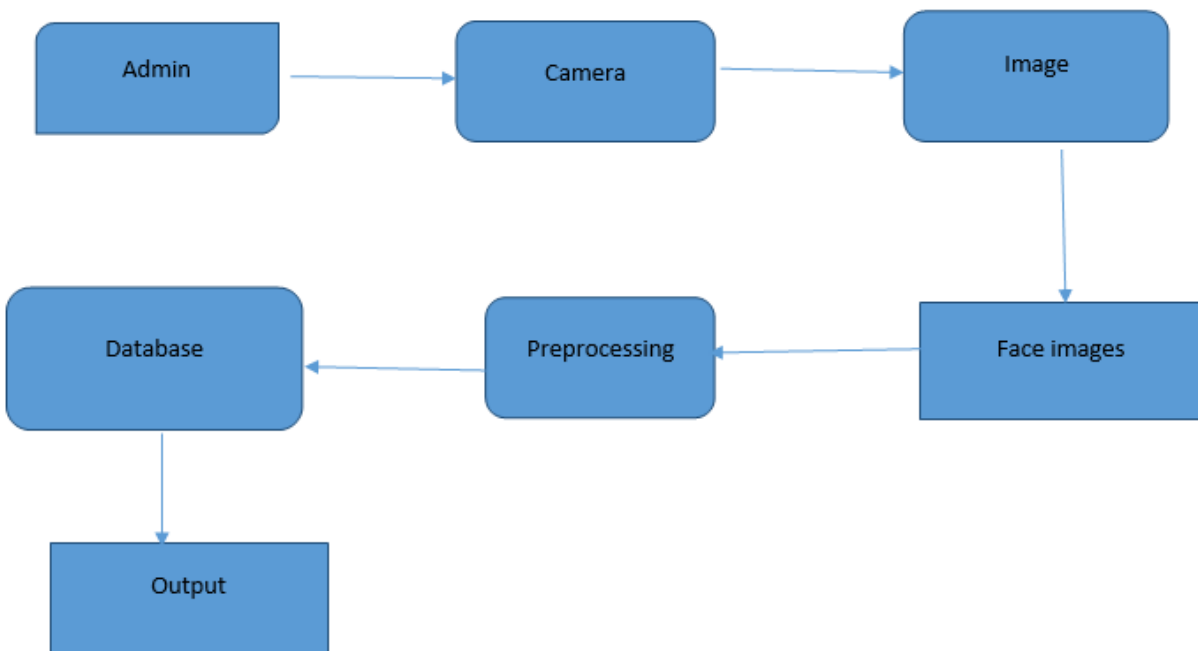 Admin
Camera
Image
Face images
Preprocessing
Database
Output